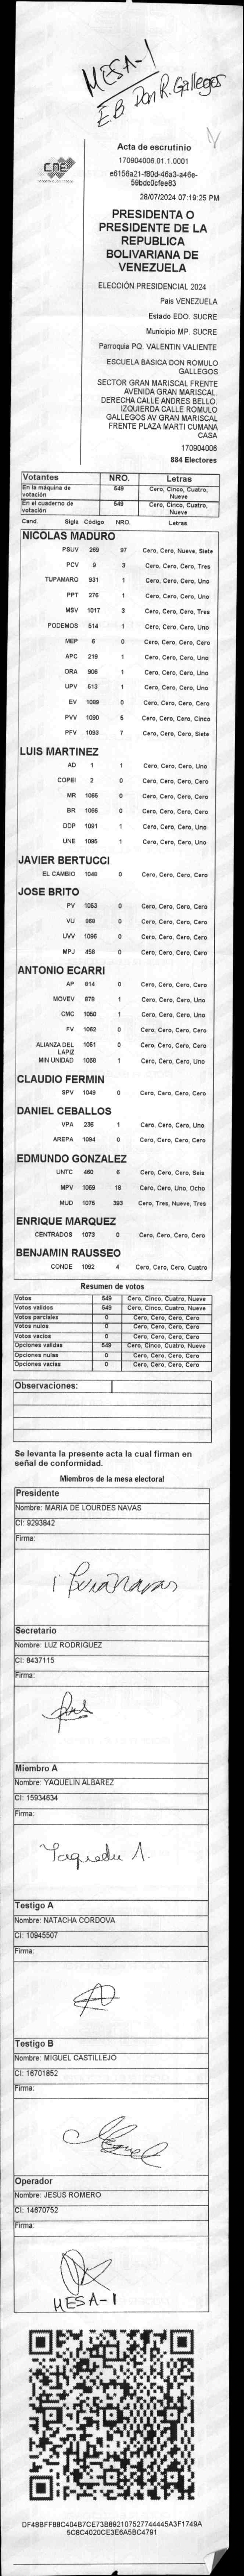 MESA-1
E.B. Don R. Gallegos
CNE
Acta de escrutinio
170904006.01.1.0001
e6156a21-f80d-46a3-a46e-
59bdc0cfee83
28/07/2024 07:19:25 PM
PRESIDENTA O
PRESIDENTE DE LA
REPUBLICA
BOLIVARIANA DE
VENEZUELA
ELECCIÓN PRESIDENCIAL 2024
Pais VENEZUELA
Estado EDO. SUCRE
Municipio MP. SUCRE
Parroquia PQ. VALENTIN VALIENTE
ESCUELA BASICA DON ROMULO
GALLEGOS
SECTOR GRAN MARISCAL FRENTE
AVENIDA GRAN MARISCAL.
DERECHA CALLE ANDRES BELLO.
IZQUIERDA CALLE ROMULO
GALLEGOS AV GRAN MARISCAL
FRENTE PLAZA MARTI CUMANA
CASA
170904006
884 Electores
Votantes NRO. Letras
En la máquina de votación 549 Cero, Cinco, Cuatro, Nueve
En el cuaderno de votación 549 Cero, Cinco, Cuatro, Nueve
Cand. Sigla Código NRO. Letras
NICOLAS MADURO
PSUV 269 97 Cero, Cero, Nueve, Siete
PCV 9 3 Cero, Cero, Cero, Tres
TUPAMARO 931 1 Cero, Cero, Cero, Uno
PPT 276 1 Cero, Cero, Cero, Uno
MSV 1017 3 Cero, Cero, Cero, Tres
PODEMOS 514 1 Cero, Cero, Cero, Uno
MEP 6 0 Cero, Cero, Cero, Cero
APC 219 1 Cero, Cero, Cero, Uno
ORA 906 1 Cero, Cero, Cero, Uno
UPV 613 1 Cero, Cero, Cero, Uno
EV 1089 0 Cero, Cero, Cero, Cero
PVV 1090 5 Cero, Cero, Cero, Cinco
PFV 1093 7 Cero, Cero, Cero, Siete
LUIS MARTINEZ
AD 1 1 Cero, Cero, Cero, Uno
COPEI 2 0 Cero, Cero, Cero, Cero
MR 1065 0 Cero, Cero, Cero, Cero
BR 1066 0 Cero, Cero, Cero, Cero
DDP 1091 1 Cero, Cero, Cero, Uno
UNE 1095 1 Cero, Cero, Cero, Uno
JAVIER BERTUCCI
EL CAMBIO 1048 0 Cero, Cero, Cero, Cero
JOSE BRITO
PV 1053 0 Cero, Cero, Cero, Cero
VU 869 0 Cero, Cero, Cero, Cero
UVV 1096 0 Cero, Cero, Cero, Cero
MPJ 458 0 Cero, Cero, Cero, Cero
ANTONIO ECARRI
AP 814 0 Cero, Cero, Cero, Cero
MOVEV 878 1 Cero, Cero, Cero, Uno
CMC 1050 1 Cero, Cero, Cero, Uno
FV 1062 0 Cero, Cero, Cero, Cero
ALIANZA DEL LAPIZ 1051 0 Cero, Cero, Cero, Cero
MIN UNIDAD 1068 1 Cero, Cero, Cero, Uno
CLAUDIO FERMIN
SPV 1049 0 Cero, Cero, Cero, Cero
DANIEL CEBALLOS
VPA 236 1 Cero, Cero, Cero, Uno
AREPA 1094 0 Cero, Cero, Cero, Cero
EDMUNDO GONZALEZ
UNTC 460 6 Cero, Cero, Cero, Seis
MPV 1069 18 Cero, Cero, Uno, Ocho
MUD 1075 393 Cero, Tres, Nueve, Tres
ENRIQUE MARQUEZ
CENTRADOS 1073 0 Cero, Cero, Cero, Cero
BENJAMIN RAUSSEO
CONDE 1092 4 Cero, Cero, Cero, Cuatro
Resumen de votos
Votos 549 Cero, Cinco, Cuatro, Nueve
Votos validos 549 Cero, Cinco, Cuatro, Nueve
Votos parciales 0 Cero, Cero, Cero, Cero
Votos nulos 0 Cero, Cero, Cero, Cero
Votos vacios 0 Cero, Cero, Cero, Cero
Opciones validas 549 Cero, Cinco, Cuatro, Nueve
Opciones nulas 0 Cero, Cero, Cero, Cero
Opciones vacias 0 Cero, Cero, Cero, Cero
Observaciones:
Se levanta la presente acta la cual firman en
señal de conformidad.
Miembros de la mesa electoral
Presidente
Nombre: MARIA DE LOURDES NAVAS
CI: 9293842
Firma:
Secretario
Nombre: LUZ RODRIGUEZ
CI: 8437115
Firma:
Miembro A
Nombre: YAQUELIN ALBAREZ
CI: 15934634
Firma:
Testigo A
Nombre: NATACHA CORDOVA
CI: 10945507
Firma:
Testigo B
Nombre: MIGUEL CASTILLEJO
CI: 16701852
Firma:
Operador
Nombre: JESUS ROMERO
CI: 14670752
Firma:
MESA-1
DF48BFF88C404B7CE73B892107527744445A3F1749A
5C8C4020CE3E6A5BC4791